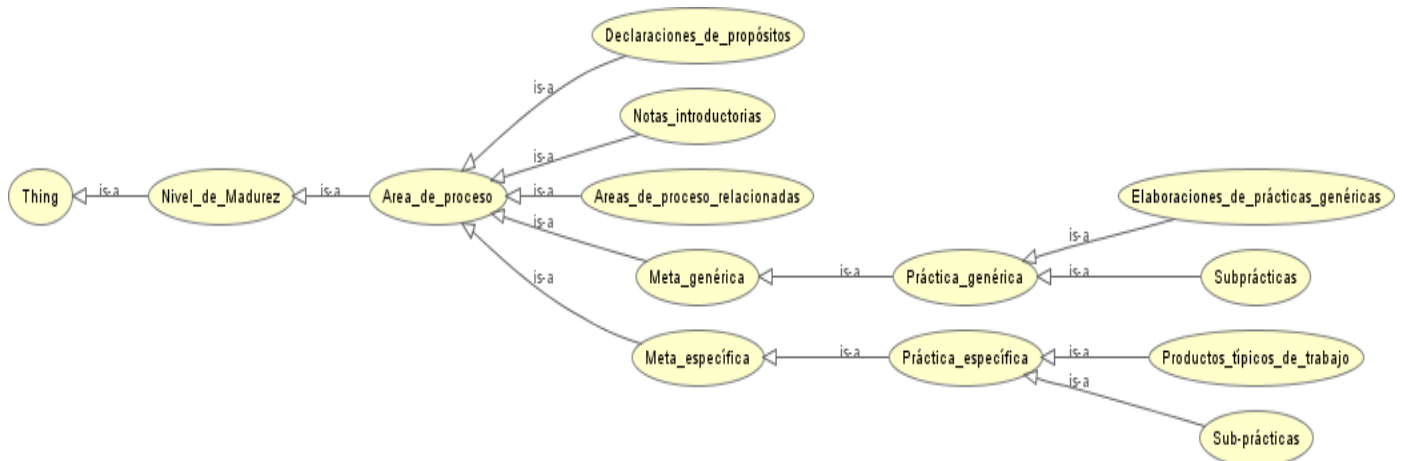 Declaraciones_de_propósitos
is-a
Notas_introductorias
is-a
Thing
is-a
Nivel_de_Madurez
is-a
Area_de_proceso
is-a
Areas_de_proceso_relacionadas
Elaboraciones_de_prácticas_genéricas
is-a
is-a
Meta_genérica
is-a
Práctica_genérica
is-a
Subprácticas
is-a
Meta_específica
is-a
Práctica_específica
is-a
Productos_típicos_de_trabajo
is-a
Sub-prácticas